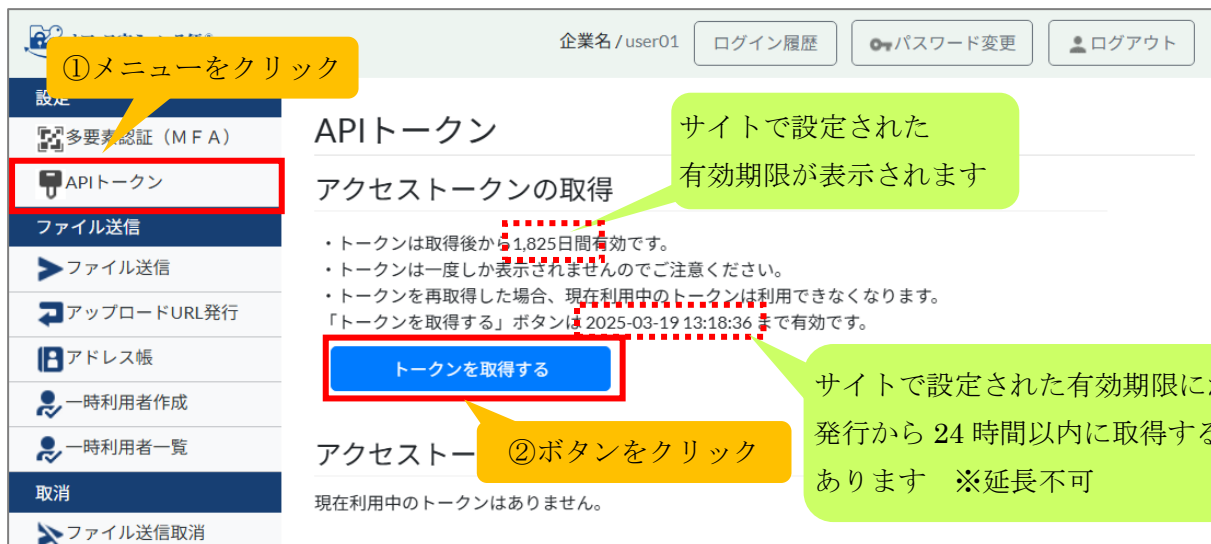 企業名/user01 ログイン履歴 パスワード変更 ログアウト
①メニューをクリック
設定
多要素認証（ＭＦＡ）
APIトークン
ファイル送信
ファイル送信
アップロードURL発行
アドレス帳
一時利用者作成
一時利用者一覧
取消
ファイル送信取消
APIトークン
サイトで設定された
有効期限が表示されます
アクセストークンの取得
・トークンは取得後から1,825日間有効です。
・トークンは一度しか表示されませんのでご注意ください。
・トークンを再取得した場合、現在利用中のトークンは利用できなくなります。
「トークンを取得する」ボタンは 2025-03-19 13:18:36 まで有効です。
トークンを取得する
サイトで設定された有効期限に
発行から 24 時間以内に取得する
あります　※延長不可
②ボタンをクリック
アクセストー
現在利用中のトークンはありません。